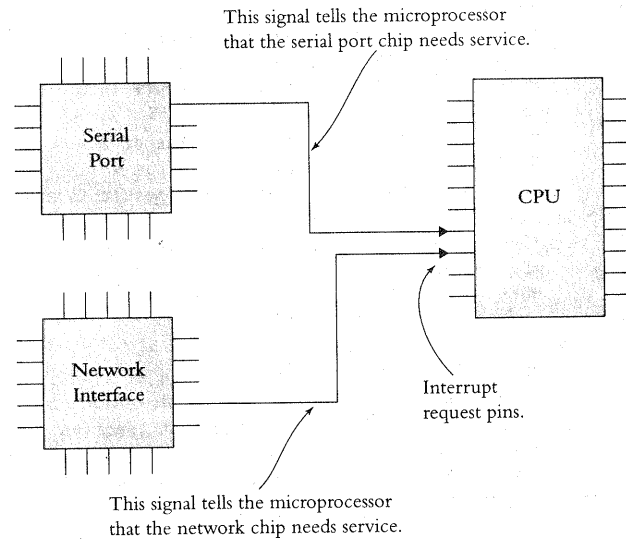 This signal tells the microprocessor
that the serial port chip needs service.
Serial
Port
CPU
Network
Interface
Interrupt
request pins.
This signal tells the microprocessor
that the network chip needs service.